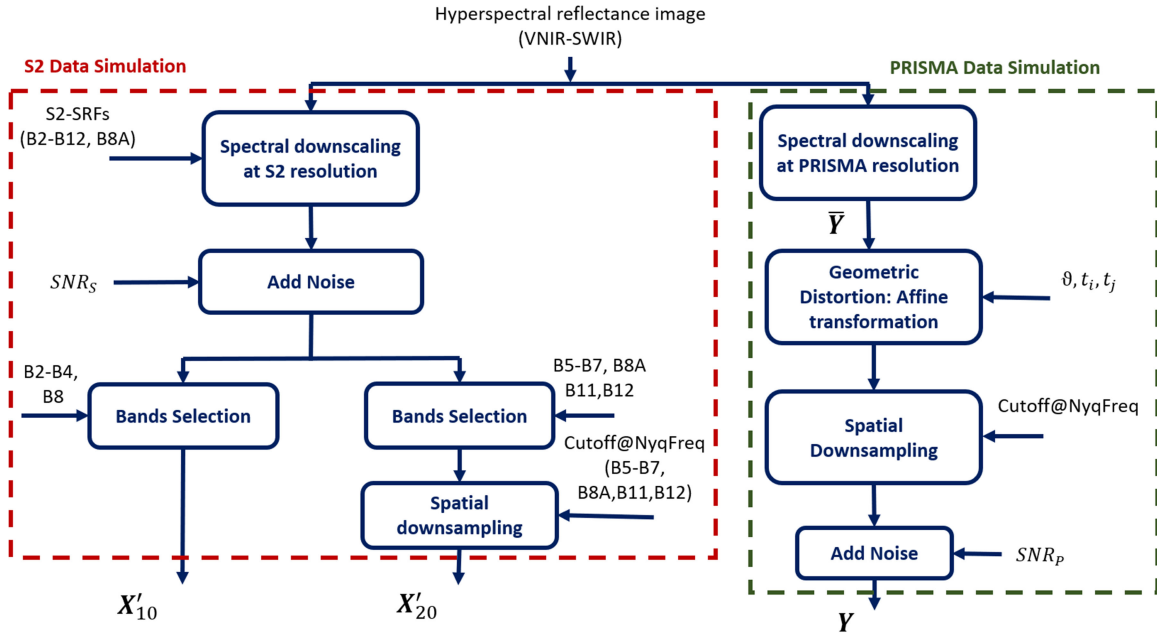 Hyperspectral reflectance image
(VNIR-SWIR)
S2 Data Simulation
PRISMA Data Simulation
S2-SRFs
(B2-B12, B8A)
Spectral downscaling
at S2 resolution
Spectral downscaling
at PRISMA resolution
Y̅
SNR_S
Add Noise
Geometric
Distortion: Affine
transformation
ϑ, t_i, t_j
B2-B4,
B8
Bands Selection
B5-B7, B8A
B11,B12
Bands Selection
Cutoff@NyqFreq
(B5-B7,
B8A,B11,B12)
Spatial
downsampling
Spatial
Downsampling
Cutoff@NyqFreq
Add Noise
SNR_P
X′_10
X′_20
Y